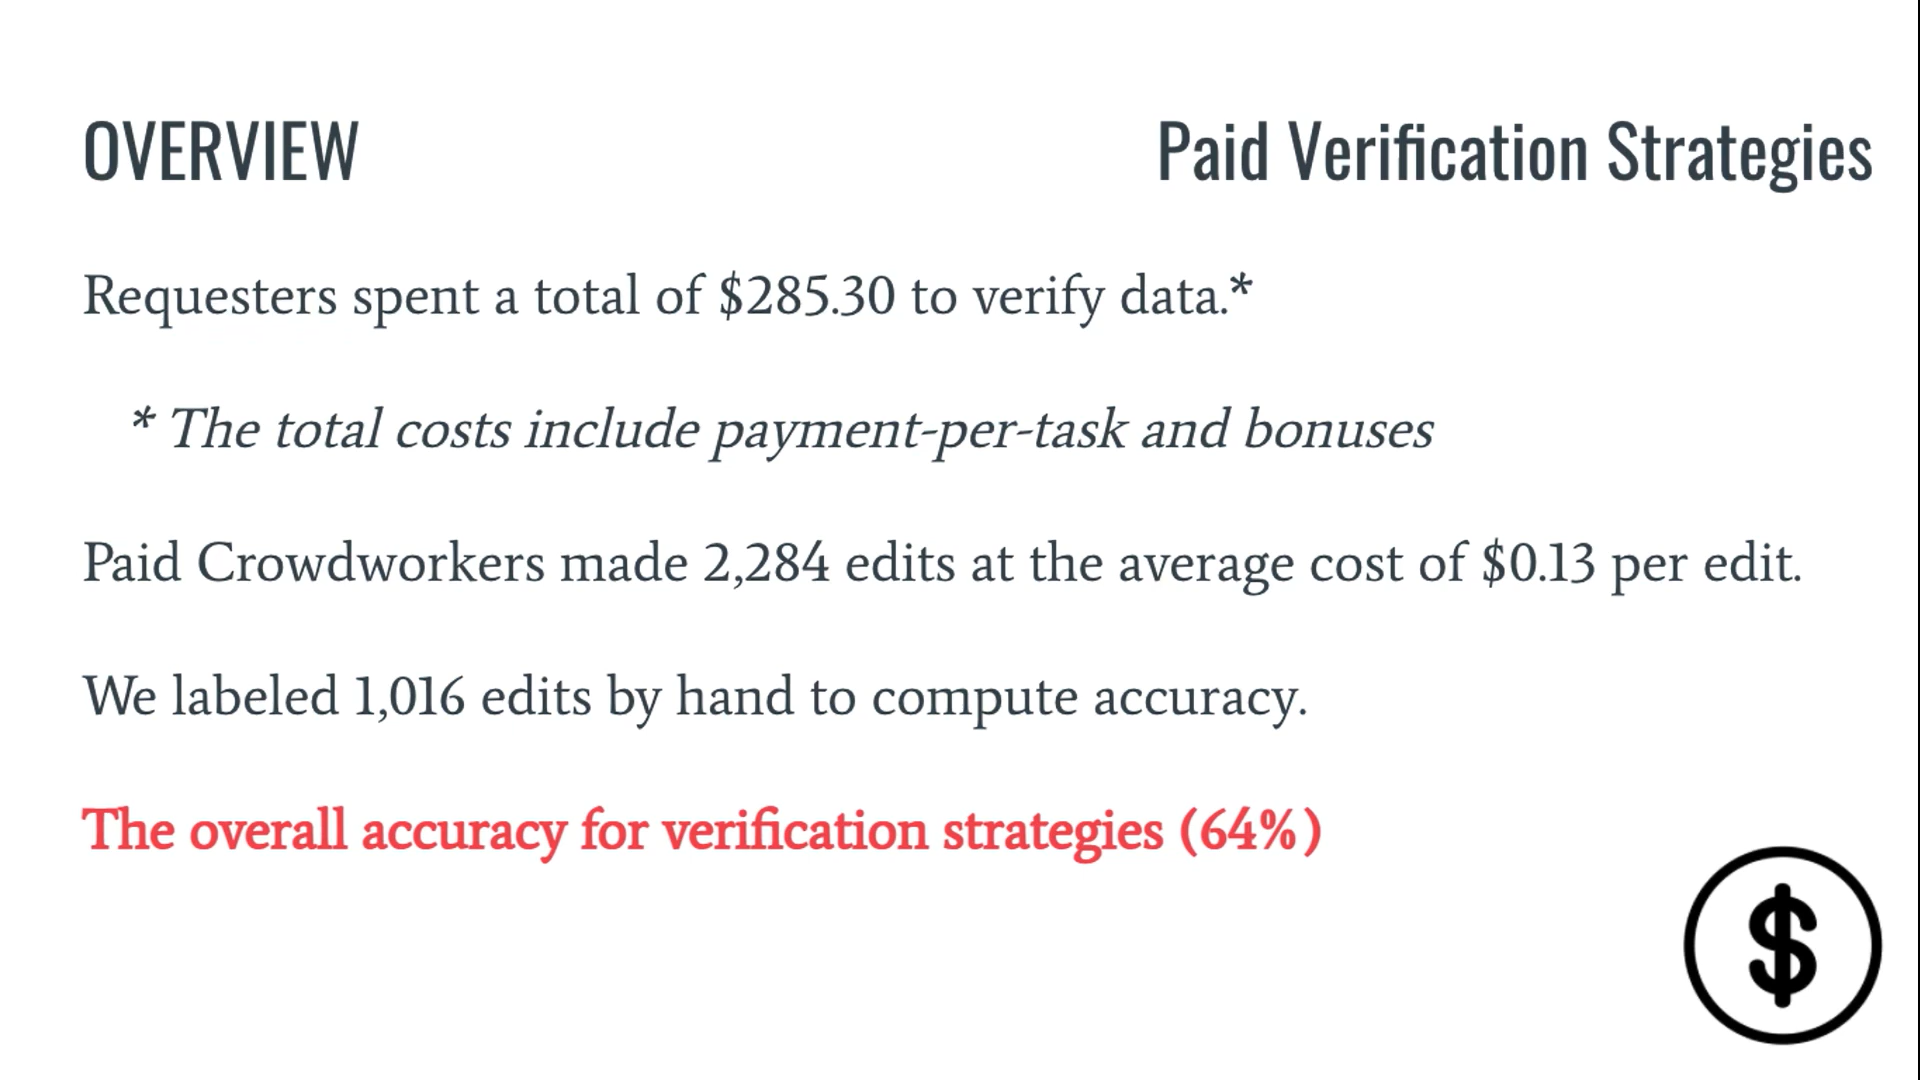 OVERVIEW
Paid Verification Strategies
Requesters spent a total of $285.30 to verify data.*
* The total costs include payment-per-task and bonuses
Paid Crowdworkers made 2,284 edits at the average cost of $0.13 per edit.
We labeled 1,016 edits by hand to compute accuracy.
The overall accuracy for verification strategies (64%)
$